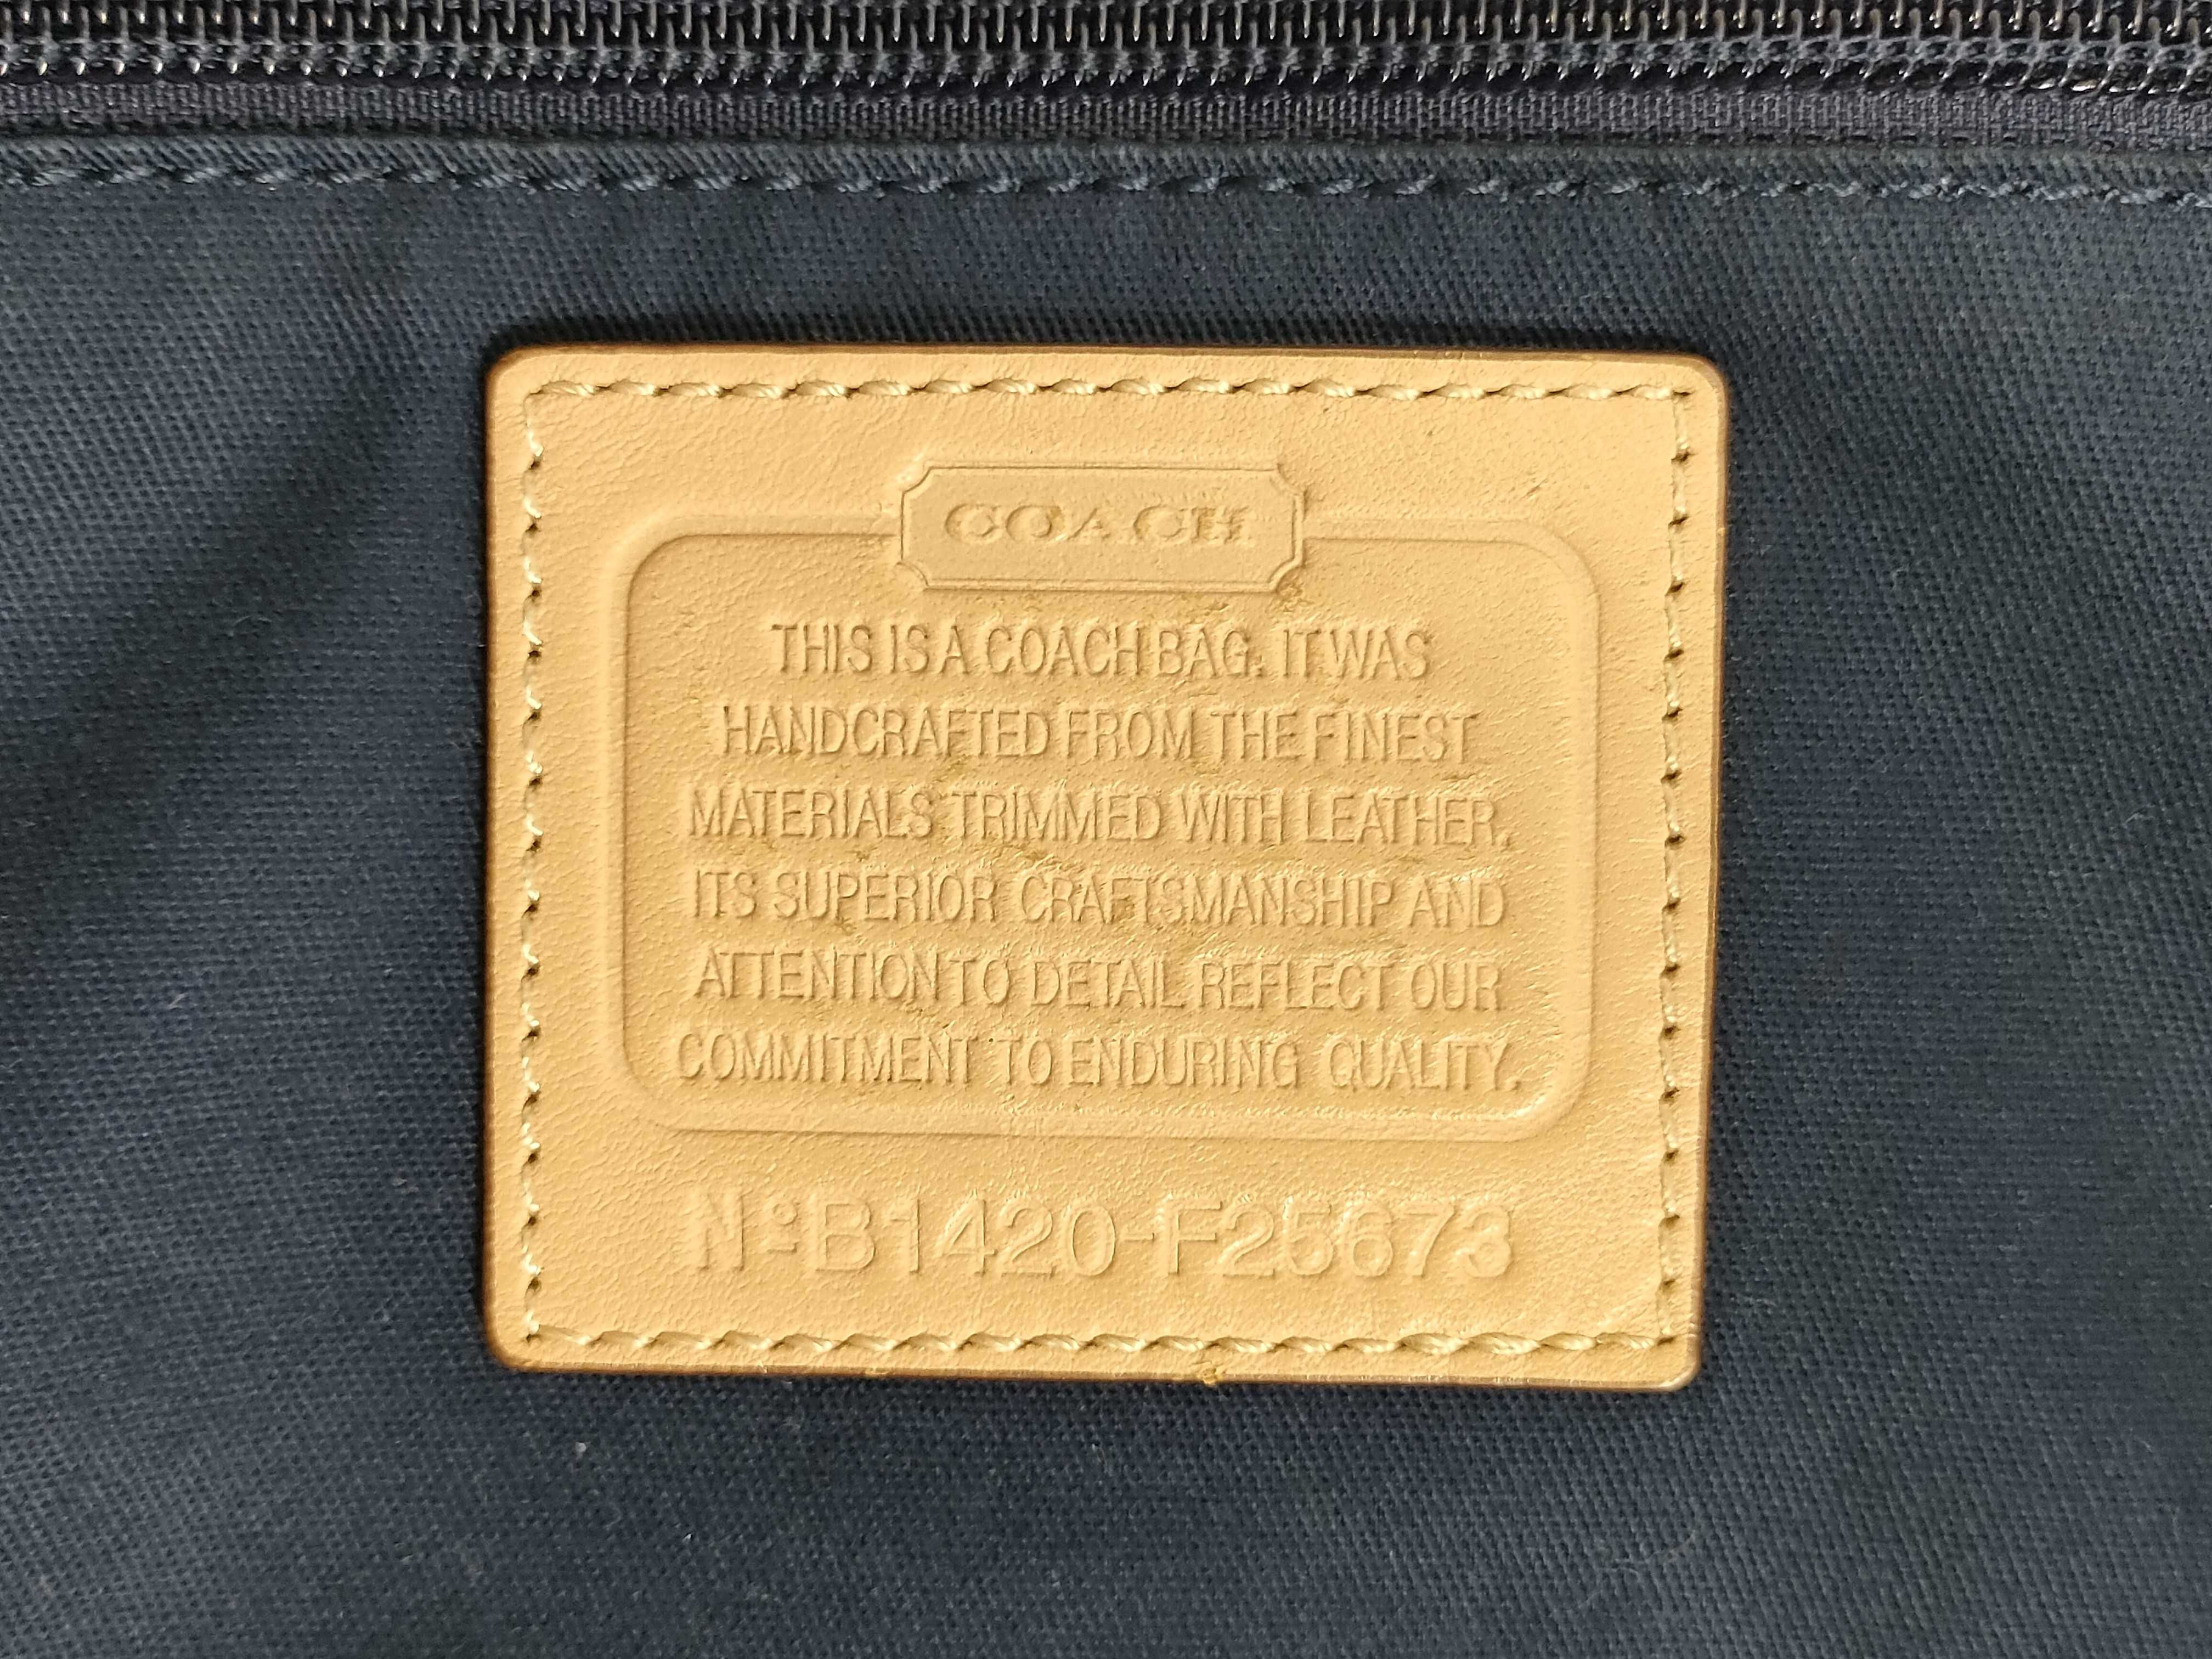 COACH
THIS IS A COACH BAG. IT WAS
HANDCRAFTED FROM THE FINEST
MATERIALS TRIMMED WITH LEATHER.
ITS SUPERIOR CRAFTSMANSHIP AND
ATTENTION TO DETAIL REFLECT OUR
COMMITMENT TO ENDURING QUALITY.
Nº B1420-F25673